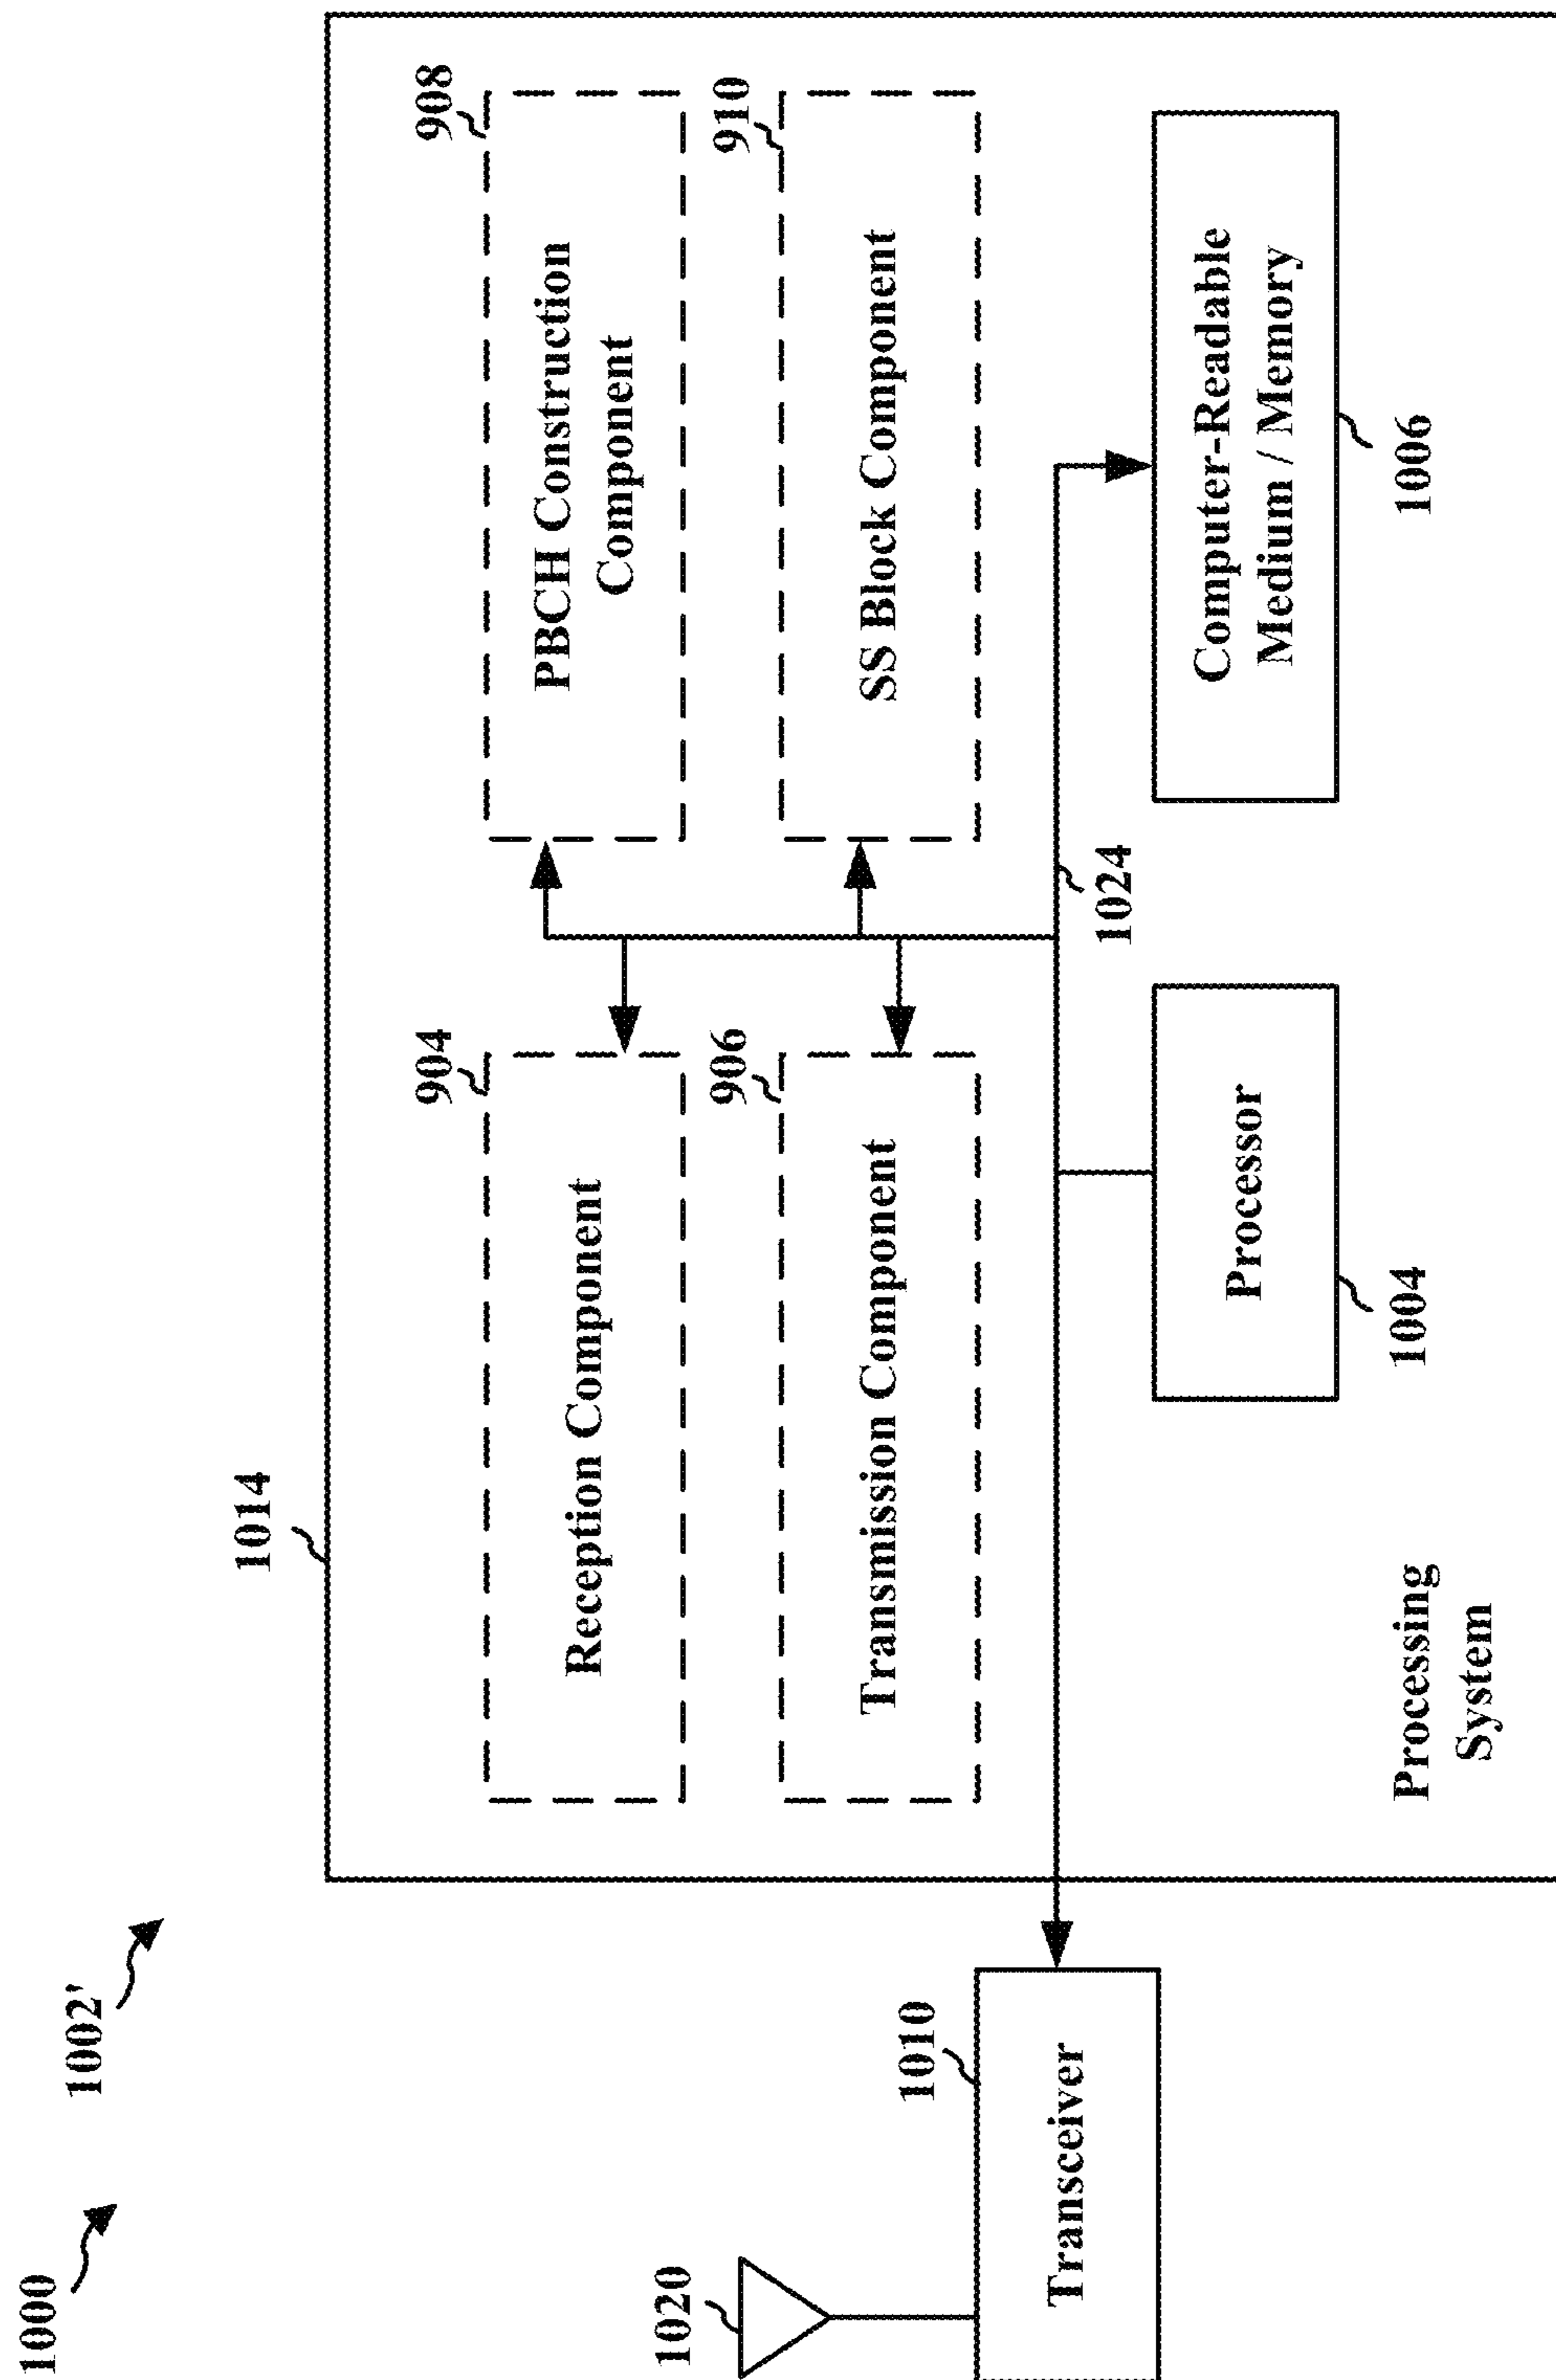 1000
1002'
1014
904
Reception Component
908
PBCH Construction
Component
906
Transmission Component
910
SS Block Component
1020
1010
Transceiver
1024
Processor
1004
Computer-Readable
Medium / Memory
1006
Processing
System